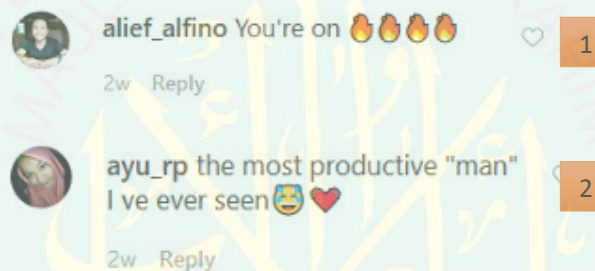 alief_alfino You're on 🔥🔥🔥🔥
1
2w Reply
ayu_rp the most productive "man"
I ve ever seen😅❤️
2
2w Reply